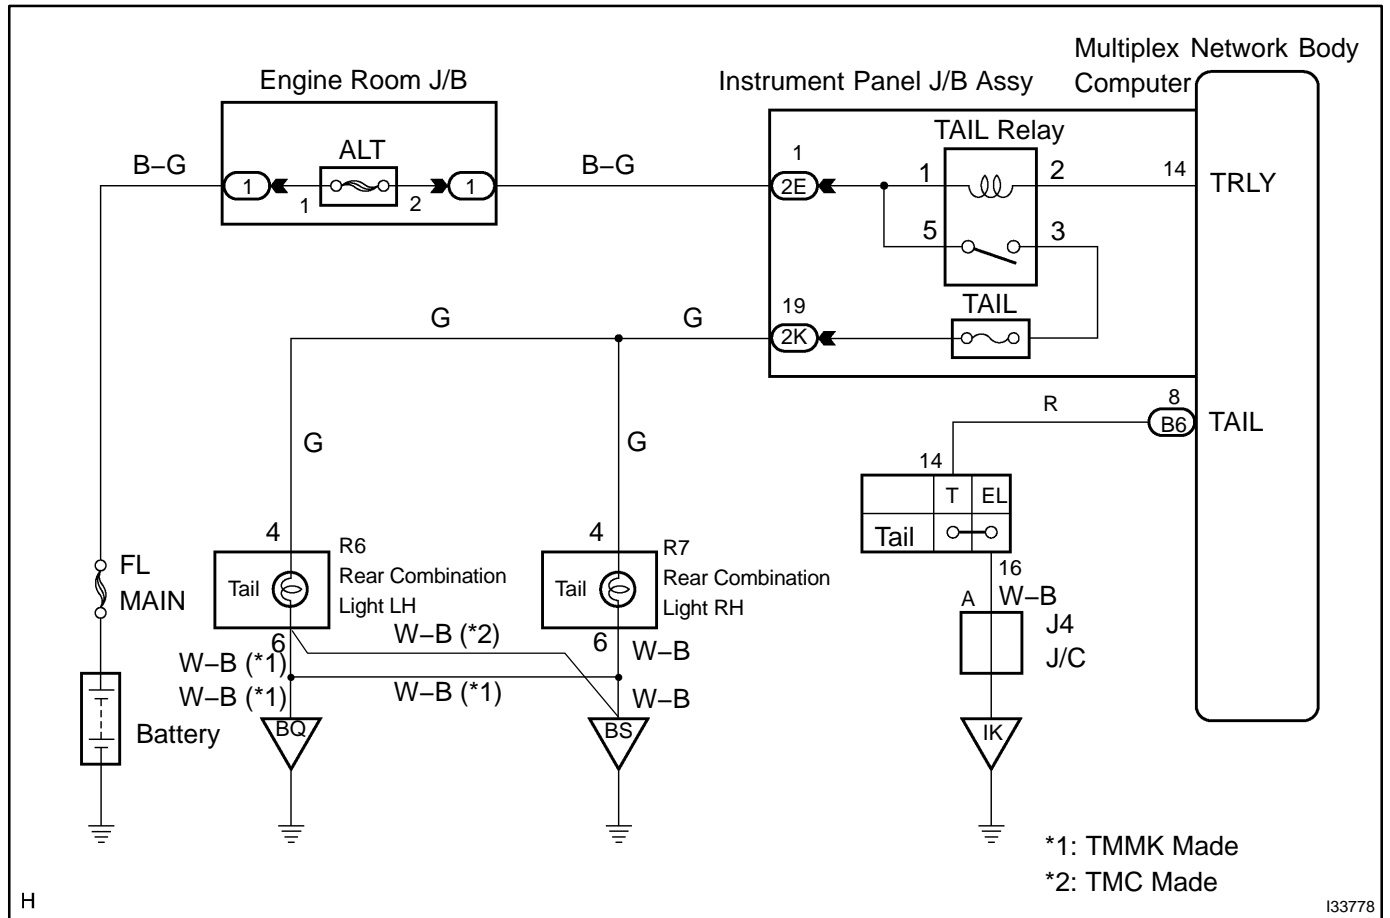 Multiplex Network Body
Computer
Engine Room J/B
Instrument Panel J/B Assy
TAIL Relay
ALT
B–G
B–G
1
1
1
2
1
2E
1
2
14
TRLY
5
3
TAIL
19
2K
G
G
8
R
B6
TAIL
G
G
14
T
EL
Tail
4
R6
Tail
Rear Combination
Light LH
4
R7
Tail
Rear Combination
Light RH
FL
MAIN
16
A
W–B
J4
J/C
6
W–B (*2)
6
W–B
W–B (*1)
W–B (*1)
W–B (*1)
W–B
BQ
BS
IK
Battery
*1: TMMK Made
*2: TMC Made
H
I33778